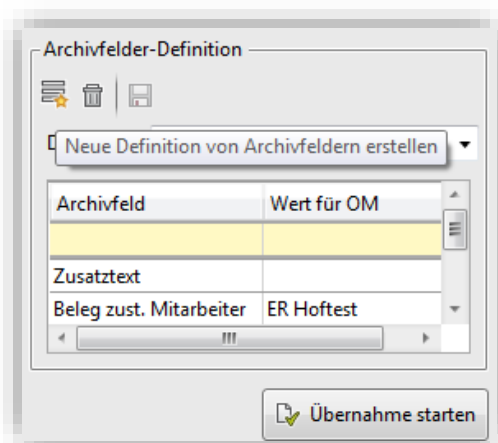 Archivfelder-Definition
D
Neue Definition von Archivfeldern erstellen
Archivfeld Wert für OM
Zusatztext
Beleg zust. Mitarbeiter ER Hoftest
Übernahme starten